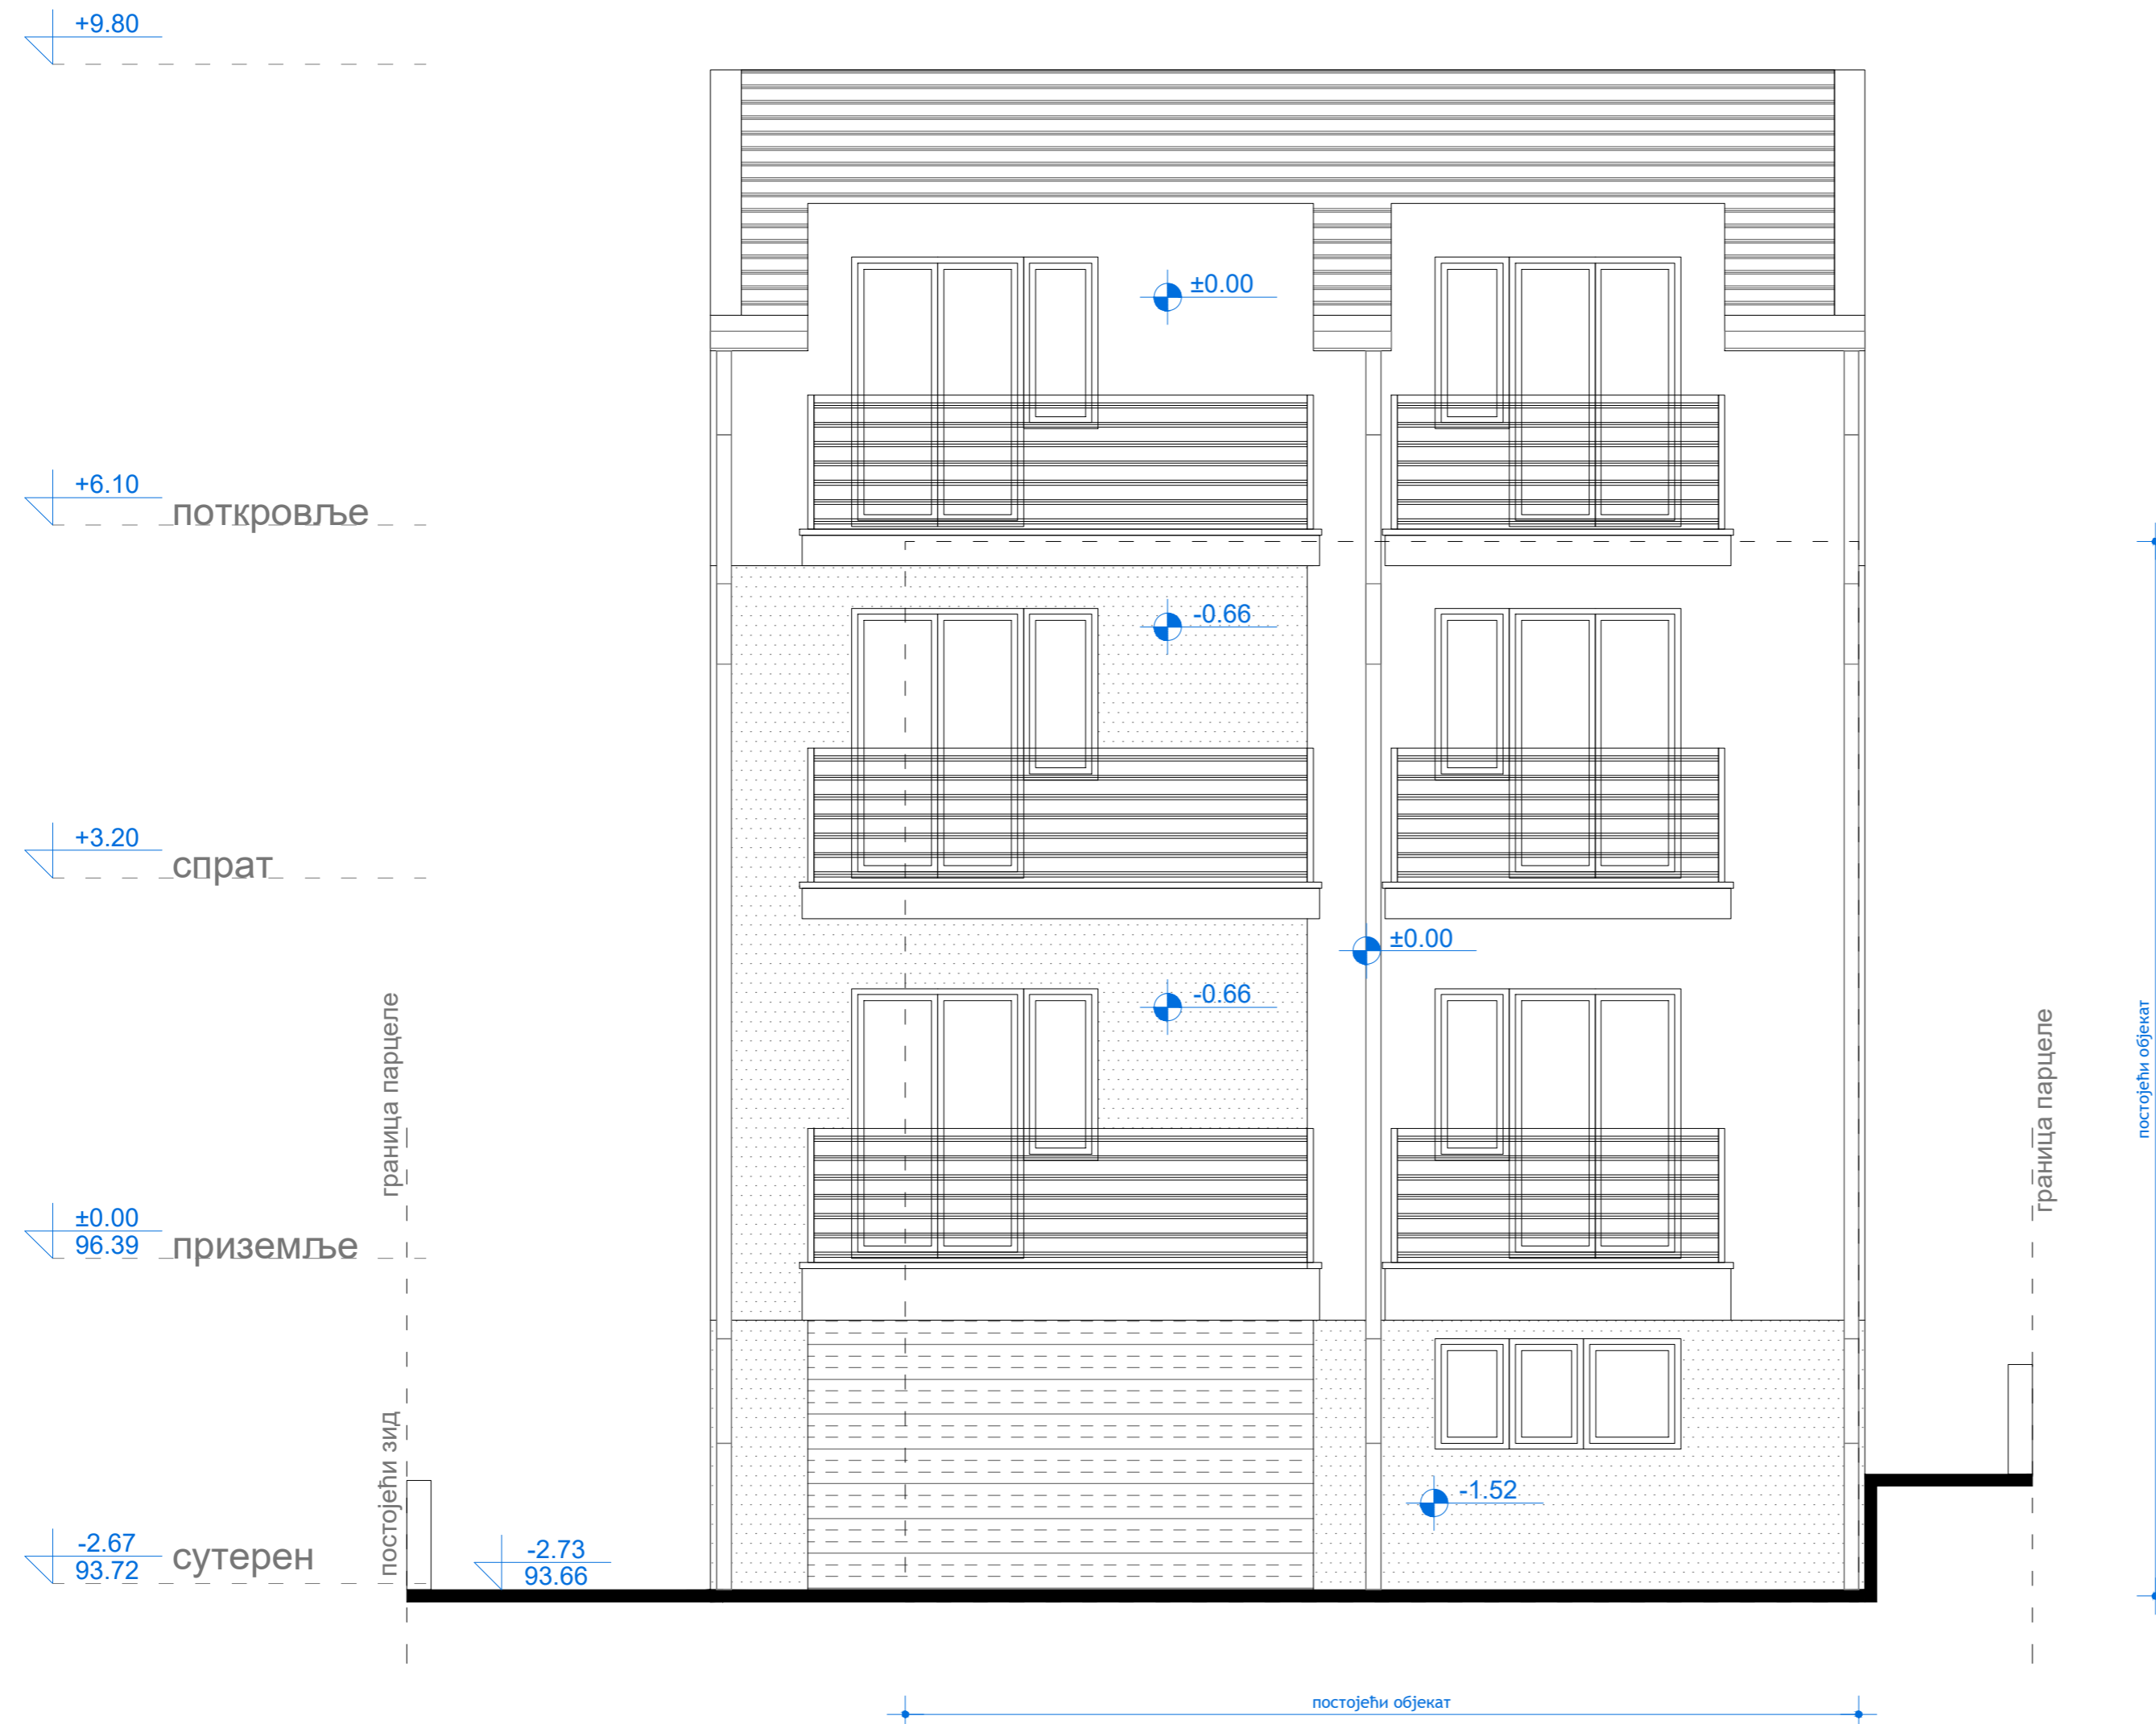 +9.80
±0.00
+6.10
поткровље
-0.66
+3.20
спрат
±0.00
-0.66
граница парцеле
граница парцеле
постојећи објекат
±0.00
96.39
приземље
постојећи зид
-1.52
-2.67
93.72
сутерен
-2.73
93.66
постојећи објекат